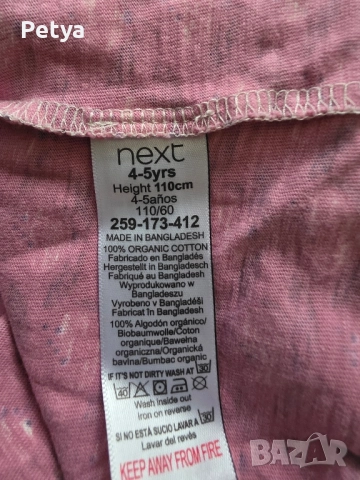 Petya
next
4-5yrs
Height 110cm
4-5años
110/60
259-173-412
MADE IN BANGLADESH
100% ORGANIC COTTON
Fabricado en Bangladés
Hergestellt in Bangladesch
Fabriqué au Bangladesh
Wyprodukowano w
Bangladeszu
Vyrobeno v Bangladéši
Fabricat în Bangladesh
100% Algodón orgánico/
Biobaumwolle/Coton
organique/Bawełna
organiczna/Organická
bavlna/Bumbac organic
IF IT'S NOT DIRTY WASH AT 30
40
Wash inside out
Iron on reverse
SI NO ESTÁ SUCIO LAVAR A 30
Lavar del revés
KEEP AWAY FROM FIRE
BAZAR